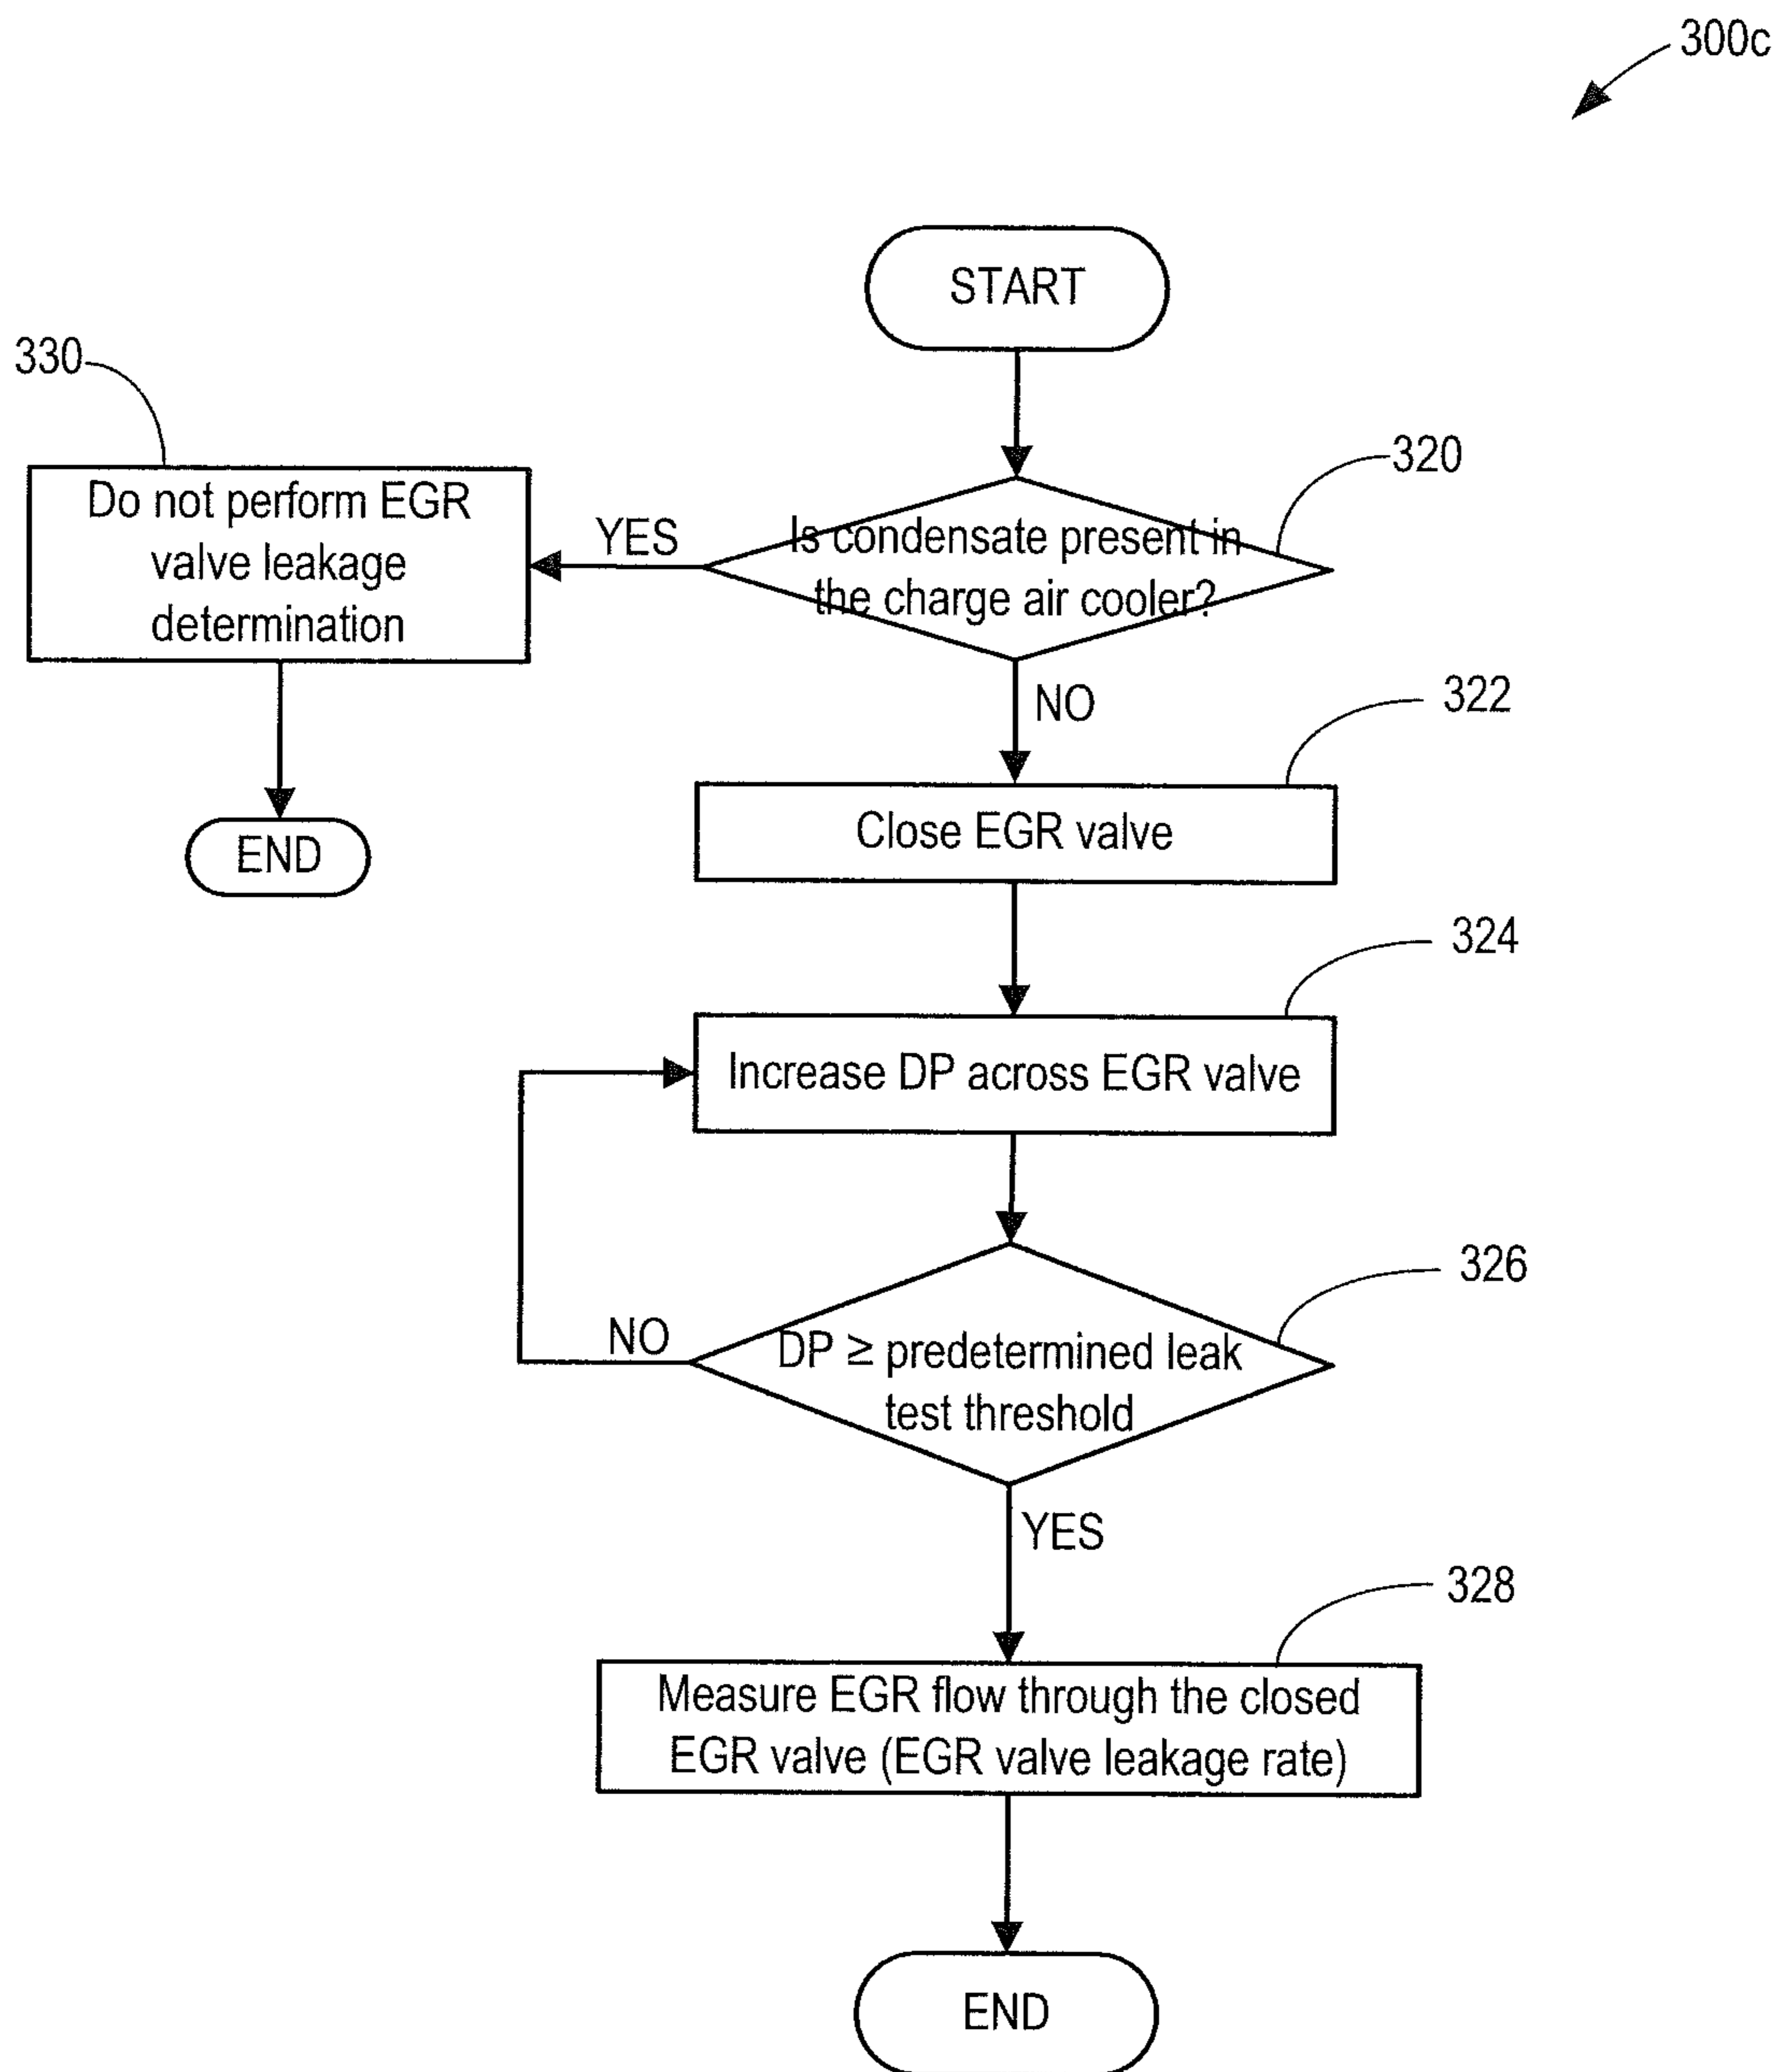 300c
START
330
320
Do not perform EGR
valve leakage
determination
YES
Is condensate present in
the charge air cooler?
NO
322
END
Close EGR valve
324
Increase DP across EGR valve
326
NO
DP ≥ predetermined leak
test threshold
YES
328
Measure EGR flow through the closed
EGR valve (EGR valve leakage rate)
END